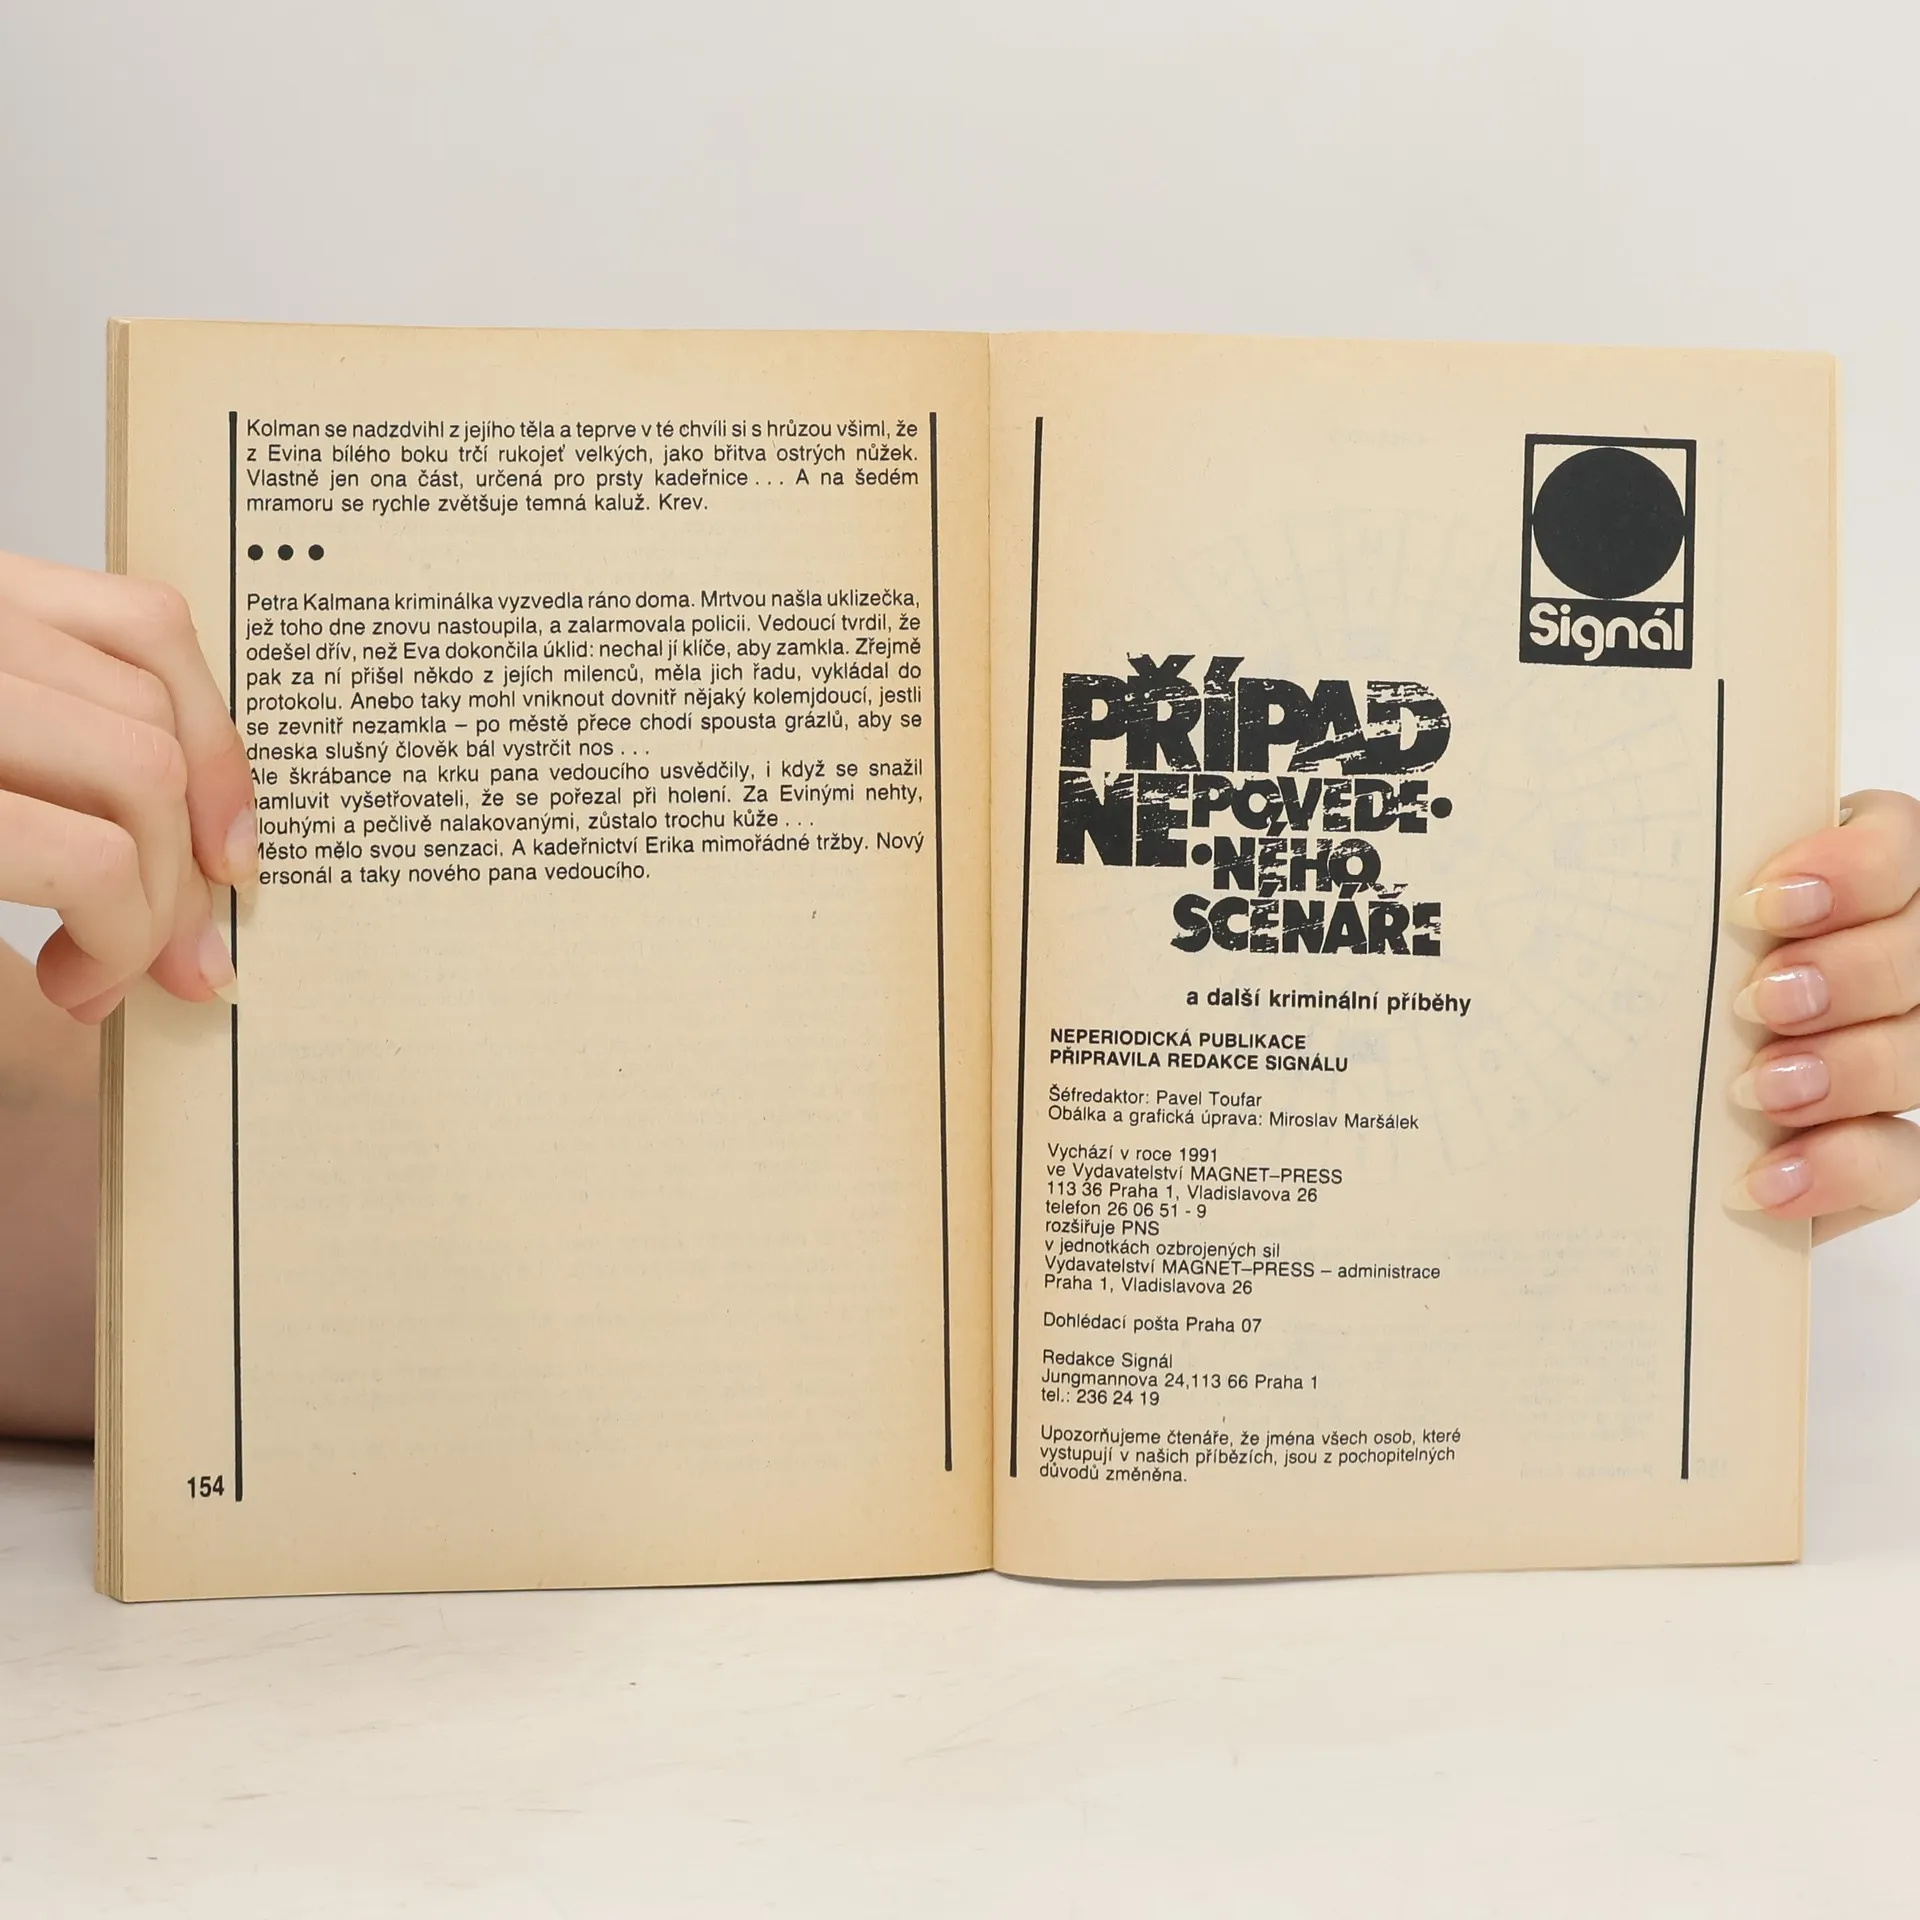 Kolman se nadzdvihl z jejího těla a teprve v té chvíli si s hrůzou všiml, že
z Evina bílého boku trčí rukojeť velkých, jako břitva ostrých nůžek.
Vlastně jen ona část, určená pro prsty kadeřnice . . . A na šedém
mramoru se rychle zvětšuje temná kaluž. Krev.
● ● ●
Petra Kalmana kriminálka vyzvedla ráno doma. Mrtvou našla uklizečka,
jež toho dne znovu nastoupila, a zalarmovala policii. Vedoucí tvrdil, že
odešel dřív, než Eva dokončila úklid: nechal jí klíče, aby zamkla. Zřejmě
pak za ní přišel někdo z jejích milenců, měla jich řadu, vykládal do
protokolu. Anebo taky mohl vniknout dovnitř nějaký kolemjdoucí, jestli
se zevnitř nezamkla – po městě přece chodí spousta grázlů, aby se
dneska slušný člověk bál vystrčit nos . . .
Ale škrábance na krku pana vedoucího usvědčily, i když se snažil
namluvit vyšetřovateli, že se pořezal při holení. Za Evinými nehty,
dlouhými a pečlivě nalakovanými, zůstalo trochu kůže . . .
Město mělo svou senzaci. A kadeřnictví Erika mimořádné tržby. Nový
personál a taky nového pana vedoucího.
154
Signál
PŘÍPAD
NEPOVEDE•
•NÉHO
SCÉNÁŘE
a další kriminální příběhy
NEPERIODICKÁ PUBLIKACE
PŘIPRAVILA REDAKCE SIGNÁLU
Šéfredaktor: Pavel Toufar
Obálka a grafická úprava: Miroslav Maršálek
Vychází v roce 1991
ve Vydavatelství MAGNET–PRESS
113 36 Praha 1, Vladislavova 26
telefon 26 06 51 - 9
rozšiřuje PNS
v jednotkách ozbrojených sil
Vydavatelství MAGNET–PRESS – administrace
Praha 1, Vladislavova 26
Dohlédací pošta Praha 07
Redakce Signál
Jungmannova 24,113 66 Praha 1
tel.: 236 24 19
Upozorňujeme čtenáře, že jména všech osob, které
vystupují v našich příbězích, jsou z pochopitelných
důvodů změněna.